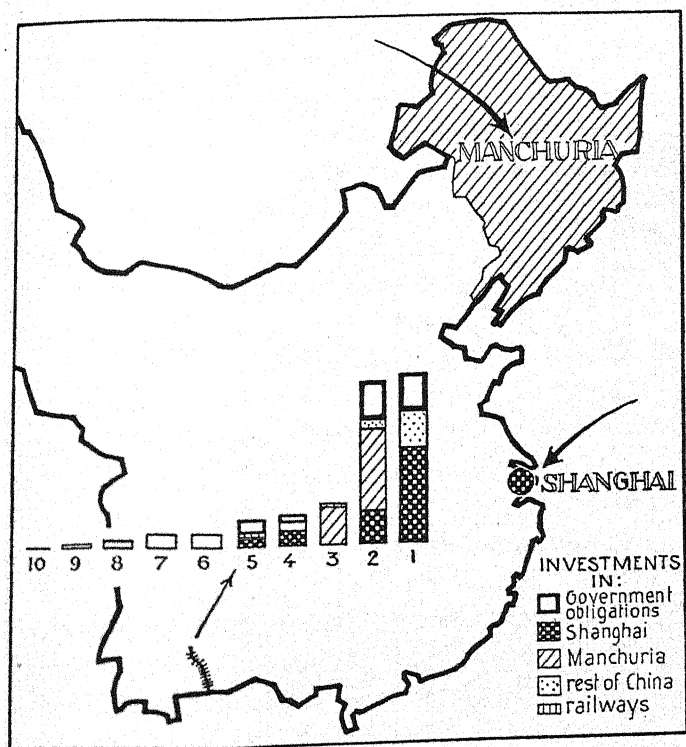 MANCHURIA
SHANGHAI
10 9 8 7 6 5 4 3 2 1
INVESTMENTS
IN:
Government
obligations
Shanghai
Manchuria
rest of China
railways